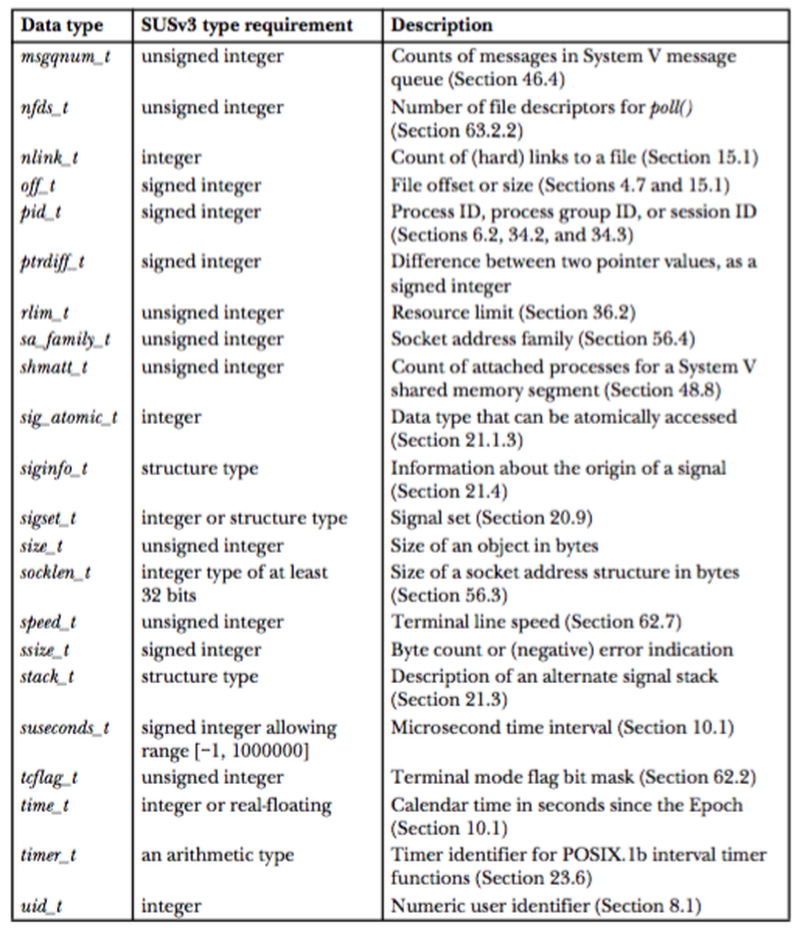 Data type SUSv3 type requirement Description
msgqnum_t unsigned integer Counts of messages in System V message
queue (Section 46.4)
nfds_t unsigned integer Number of file descriptors for poll()
(Section 63.2.2)
nlink_t integer Count of (hard) links to a file (Section 15.1)
off_t signed integer File offset or size (Sections 4.7 and 15.1)
pid_t signed integer Process ID, process group ID, or session ID
(Sections 6.2, 34.2, and 34.3)
ptrdiff_t signed integer Difference between two pointer values, as a
signed integer
rlim_t unsigned integer Resource limit (Section 36.2)
sa_family_t unsigned integer Socket address family (Section 56.4)
shmatt_t unsigned integer Count of attached processes for a System V
shared memory segment (Section 48.8)
sig_atomic_t integer Data type that can be atomically accessed
(Section 21.1.3)
siginfo_t structure type Information about the origin of a signal
(Section 21.4)
sigset_t integer or structure type Signal set (Section 20.9)
size_t unsigned integer Size of an object in bytes
socklen_t integer type of at least Size of a socket address structure in bytes
32 bits (Section 56.3)
speed_t unsigned integer Terminal line speed (Section 62.7)
ssize_t signed integer Byte count or (negative) error indication
stack_t structure type Description of an alternate signal stack
(Section 21.3)
suseconds_t signed integer allowing Microsecond time interval (Section 10.1)
range [−1, 1000000]
tcflag_t unsigned integer Terminal mode flag bit mask (Section 62.2)
time_t integer or real-floating Calendar time in seconds since the Epoch
(Section 10.1)
timer_t an arithmetic type Timer identifier for POSIX.1b interval timer
functions (Section 23.6)
uid_t integer Numeric user identifier (Section 8.1)